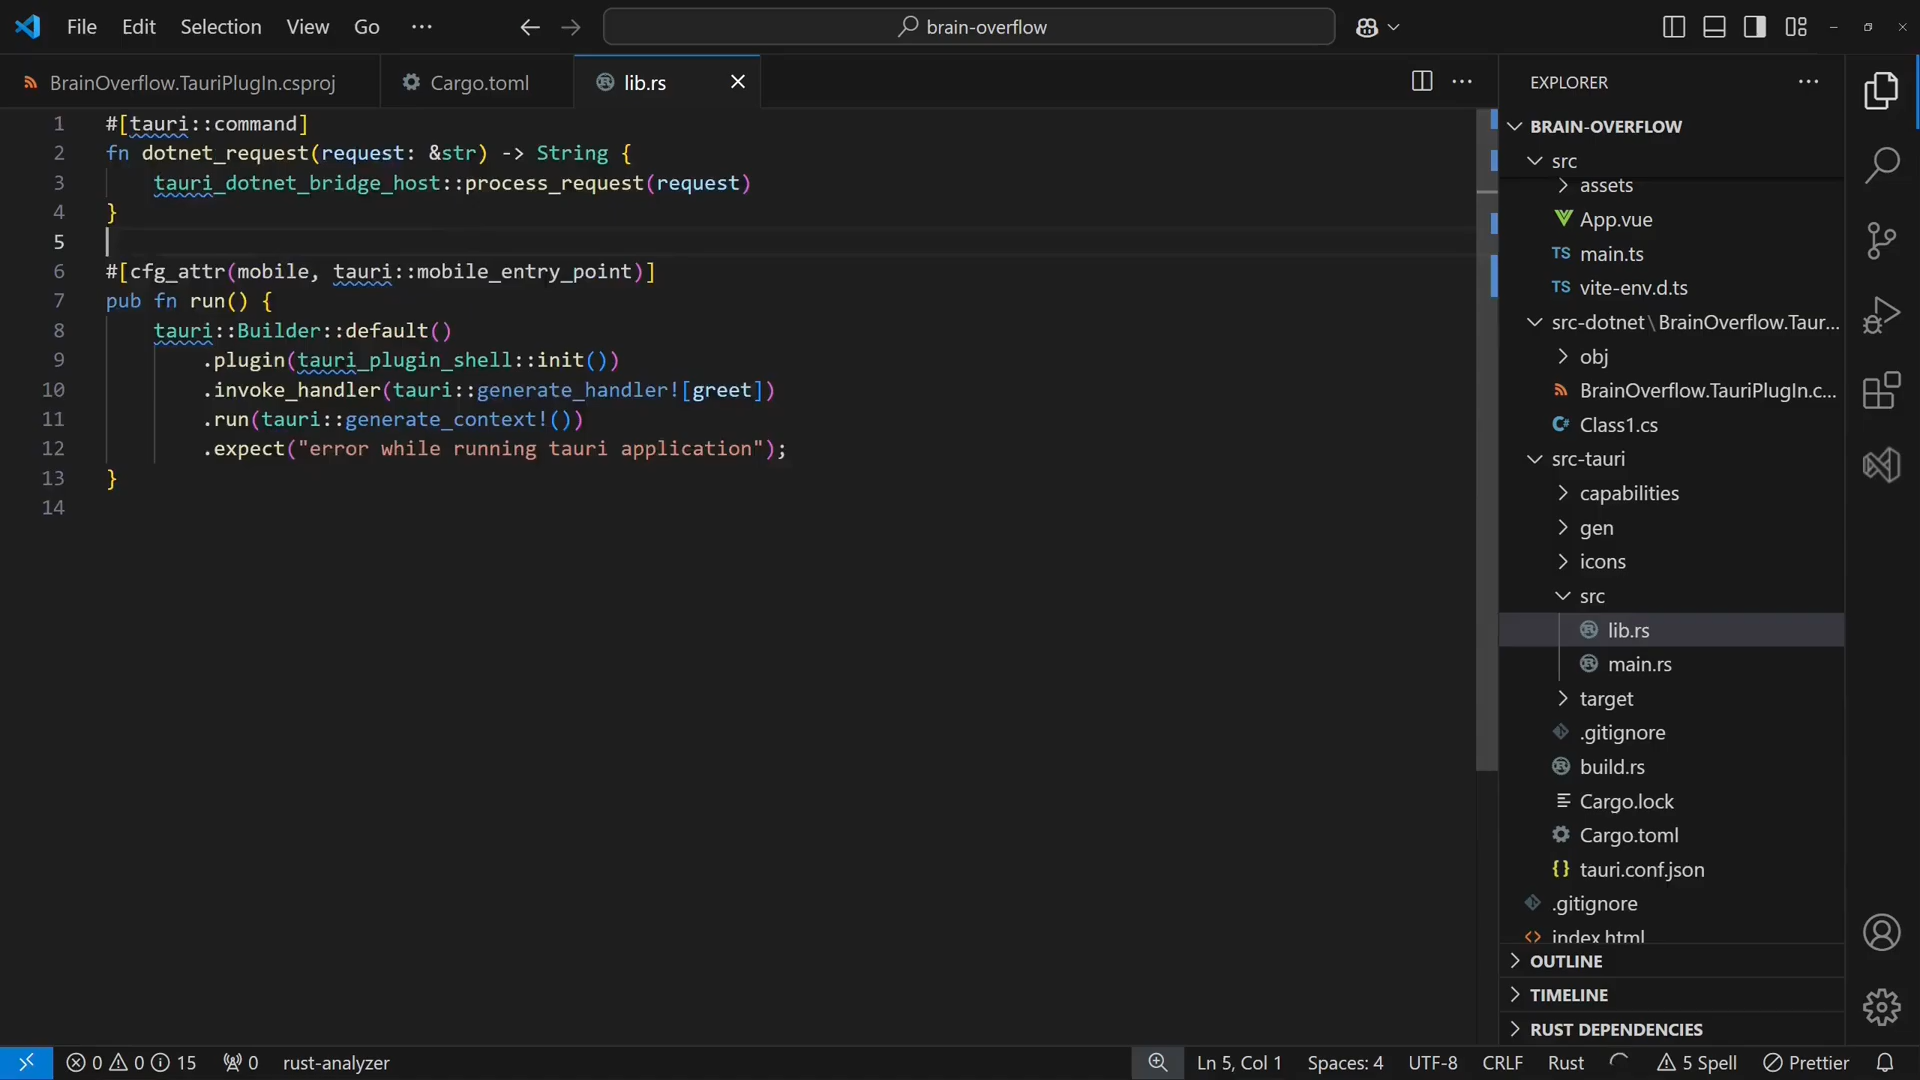 File Edit Selection View Go ···
brain-overflow
BrainOverflow.TauriPlugIn.csproj
Cargo.toml
lib.rs
1 #[tauri::command]
2 fn dotnet_request(request: &str) -> String {
3 tauri_dotnet_bridge_host::process_request(request)
4 }
5
6 #[cfg_attr(mobile, tauri::mobile_entry_point)]
7 pub fn run() {
8 tauri::Builder::default()
9 .plugin(tauri_plugin_shell::init())
10 .invoke_handler(tauri::generate_handler![greet])
11 .run(tauri::generate_context!())
12 .expect("error while running tauri application");
13 }
14
EXPLORER
BRAIN-OVERFLOW
src
assets
App.vue
TS main.ts
TS vite-env.d.ts
src-dotnet\BrainOverflow.Taur...
obj
BrainOverflow.TauriPlugIn.c...
C# Class1.cs
src-tauri
capabilities
gen
icons
src
lib.rs
main.rs
target
.gitignore
build.rs
Cargo.lock
Cargo.toml
{} tauri.conf.json
.gitignore
<> index.html
OUTLINE
TIMELINE
RUST DEPENDENCIES
0 0 15 0 rust-analyzer
Ln 5, Col 1 Spaces: 4 UTF-8 CRLF Rust 5 Spell Prettier